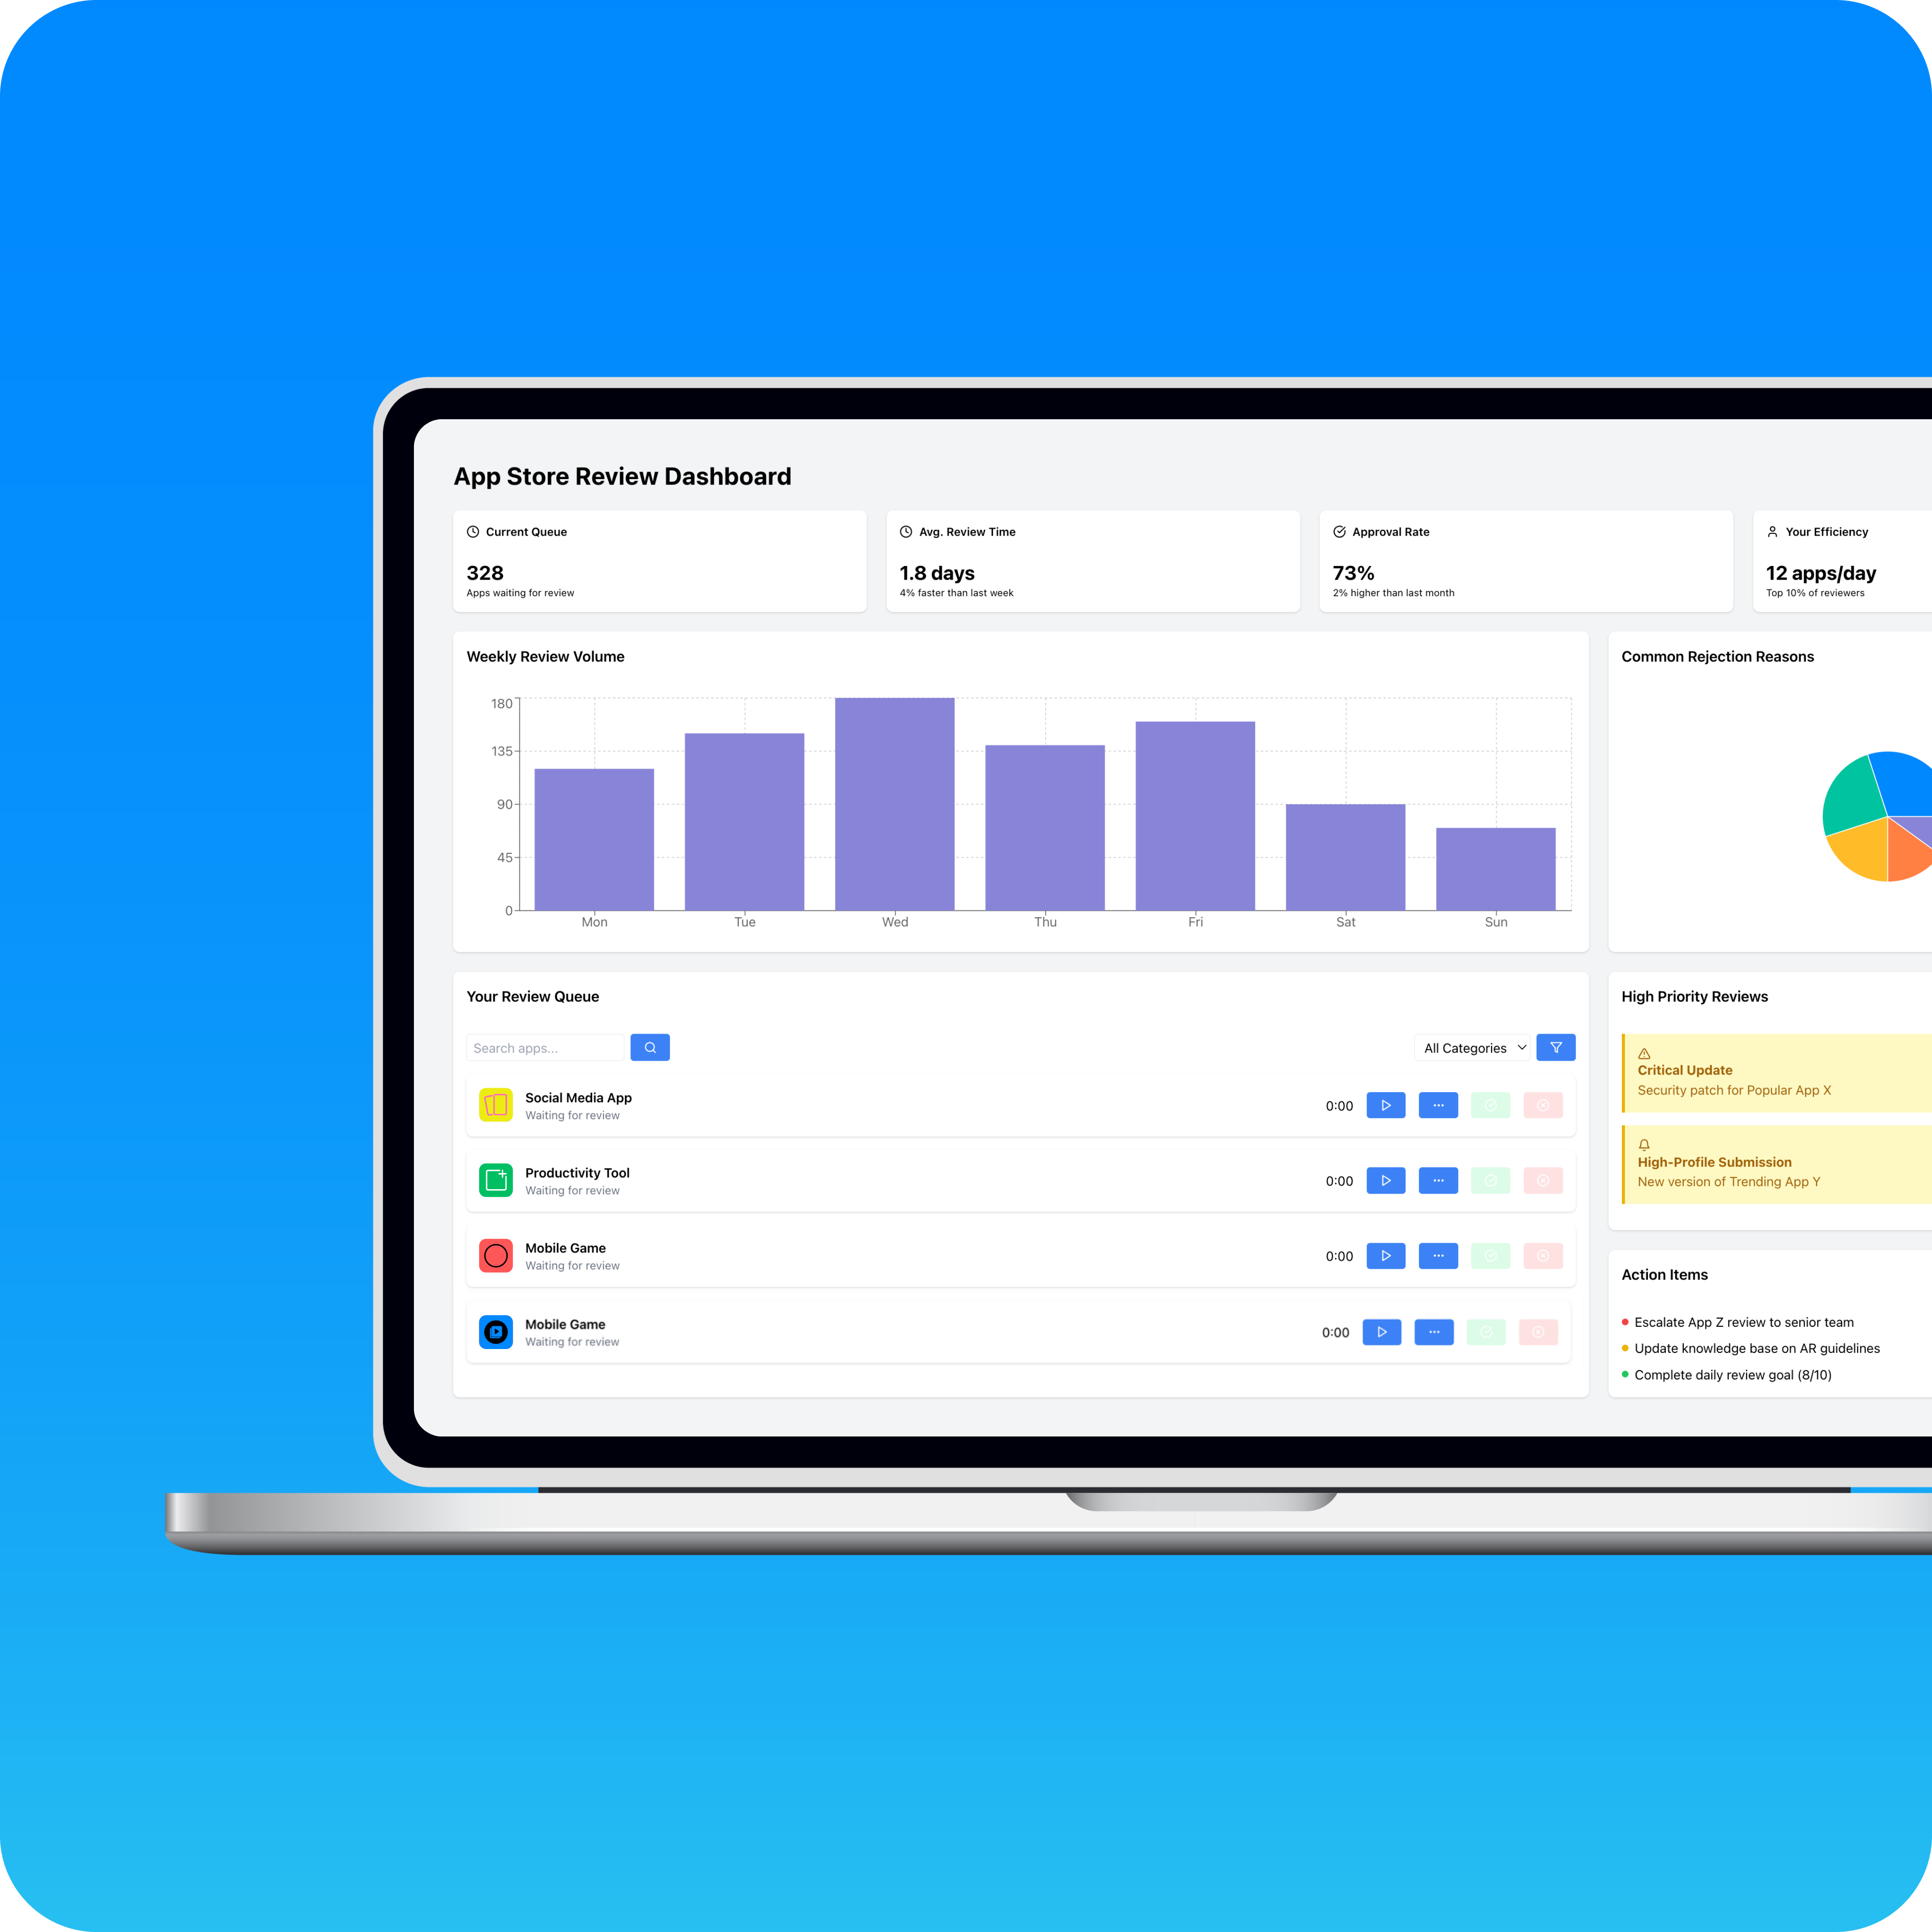 App Store Review Dashboard
Current Queue
328
Apps waiting for review
Avg. Review Time
1.8 days
4% faster than last week
Approval Rate
73%
2% higher than last month
Your Efficiency
12 apps/day
Top 10% of reviewers
Weekly Review Volume
180
135
90
45
0
Mon
Tue
Wed
Thu
Fri
Sat
Sun
Common Rejection Reasons
Your Review Queue
Search apps...
All Categories
Social Media App
Waiting for review
0:00
Productivity Tool
Waiting for review
0:00
Mobile Game
Waiting for review
0:00
Mobile Game
Waiting for review
0:00
High Priority Reviews
Critical Update
Security patch for Popular App X
High-Profile Submission
New version of Trending App Y
Action Items
Escalate App Z review to senior team
Update knowledge base on AR guidelines
Complete daily review goal (8/10)